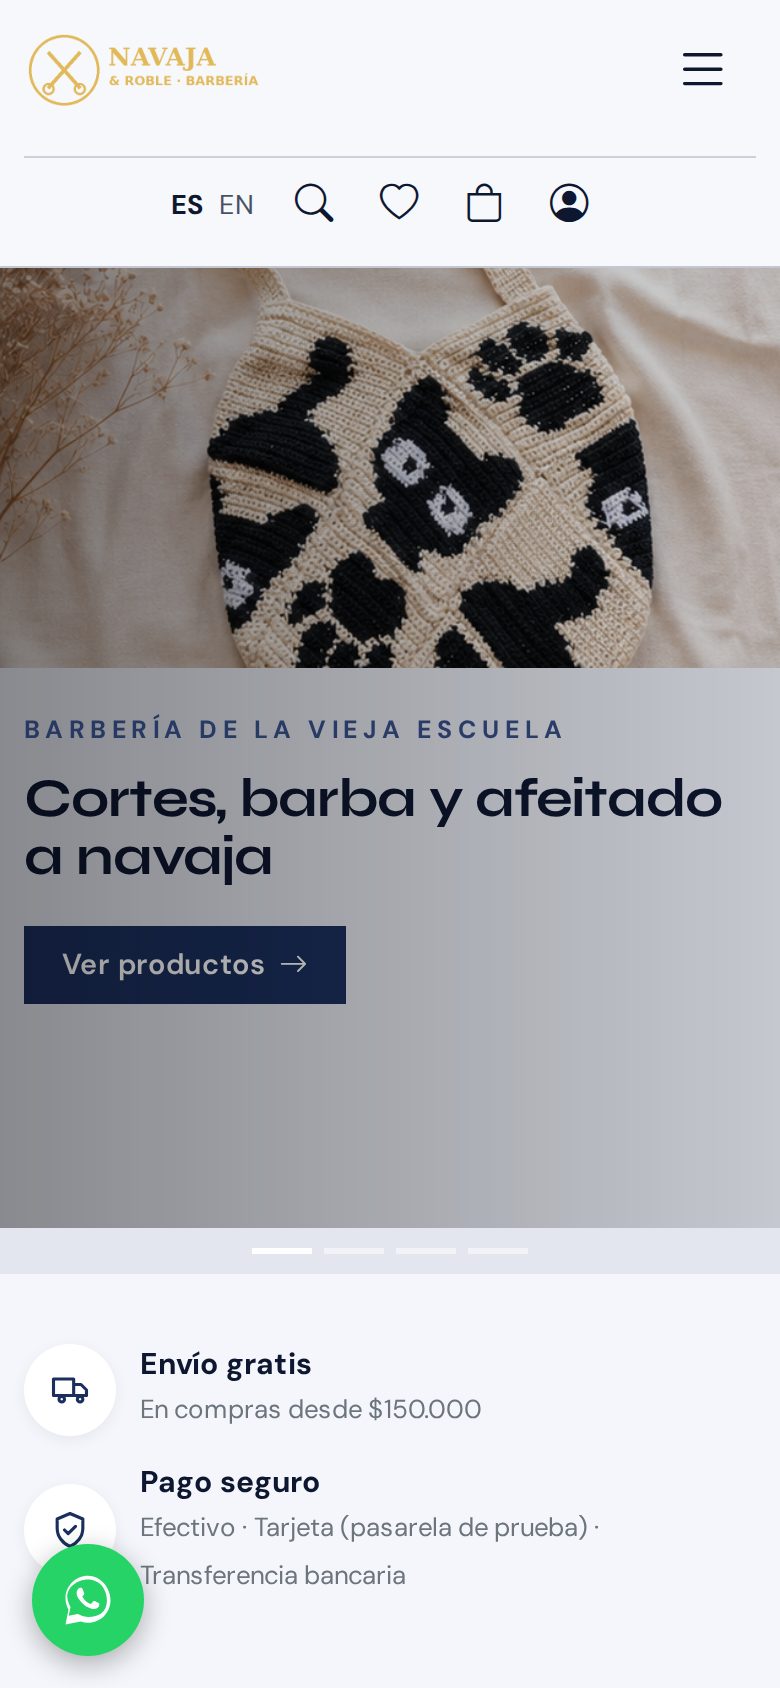 NAVAJA
& ROBLE · BARBERÍA
ES EN
BARBERÍA DE LA VIEJA ESCUELA
Cortes, barba y afeitado
a navaja
Ver productos →
Envío gratis
En compras desde $150.000
Pago seguro
Efectivo · Tarjeta (pasarela de prueba) ·
Transferencia bancaria